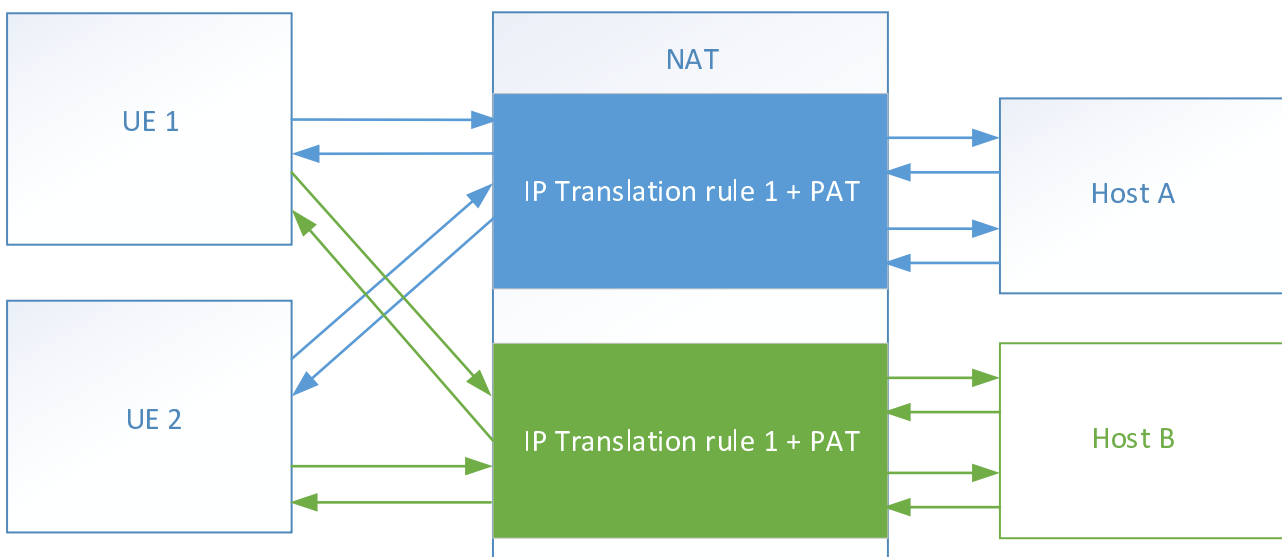 NAT
UE 1
IP Translation rule 1 + PAT
Host A
UE 2
IP Translation rule 1 + PAT
Host B